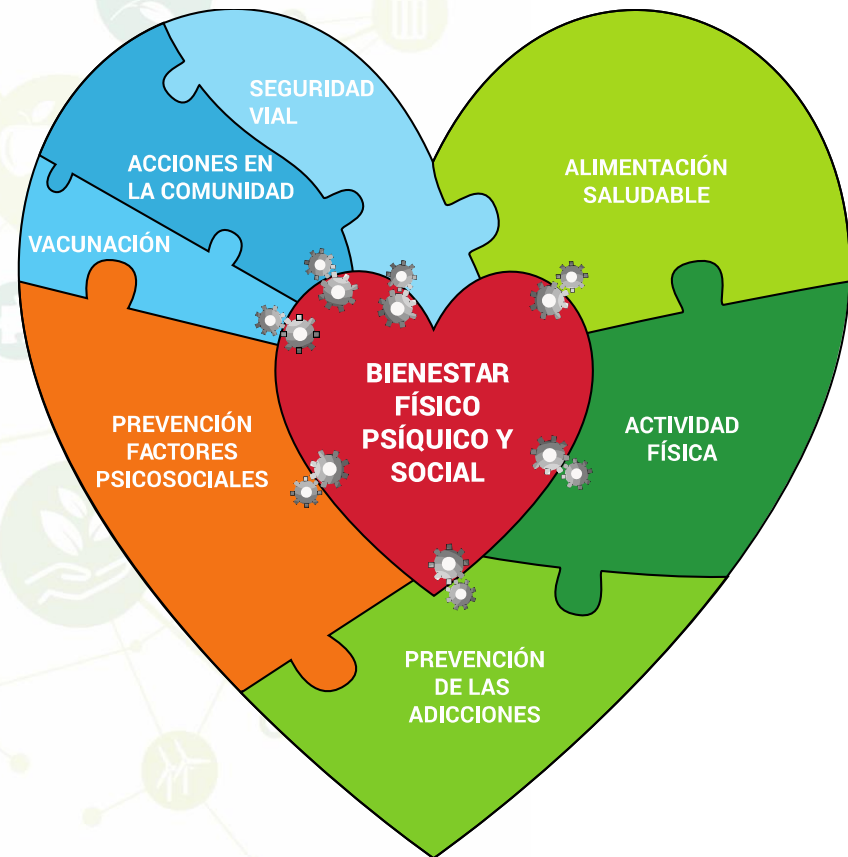 SEGURIDAD
VIAL
ACCIONES EN
LA COMUNIDAD
VACUNACIÓN
ALIMENTACIÓN
SALUDABLE
BIENESTAR
FÍSICO
PSÍQUICO Y
SOCIAL
PREVENCIÓN
FACTORES
PSICOSOCIALES
ACTIVIDAD
FÍSICA
PREVENCIÓN
DE LAS
ADICCIONES